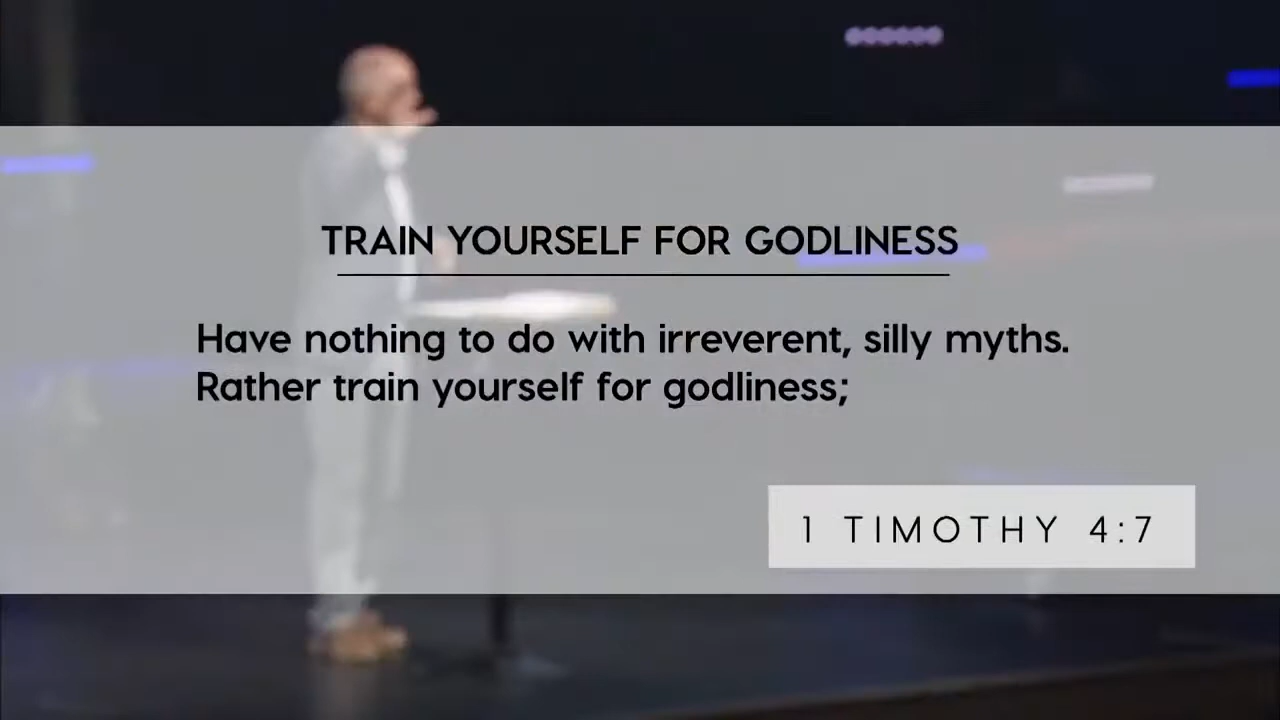 TRAIN YOURSELF FOR GODLINESS
Have nothing to do with irreverent, silly myths.
Rather train yourself for godliness;
1 TIMOTHY 4:7